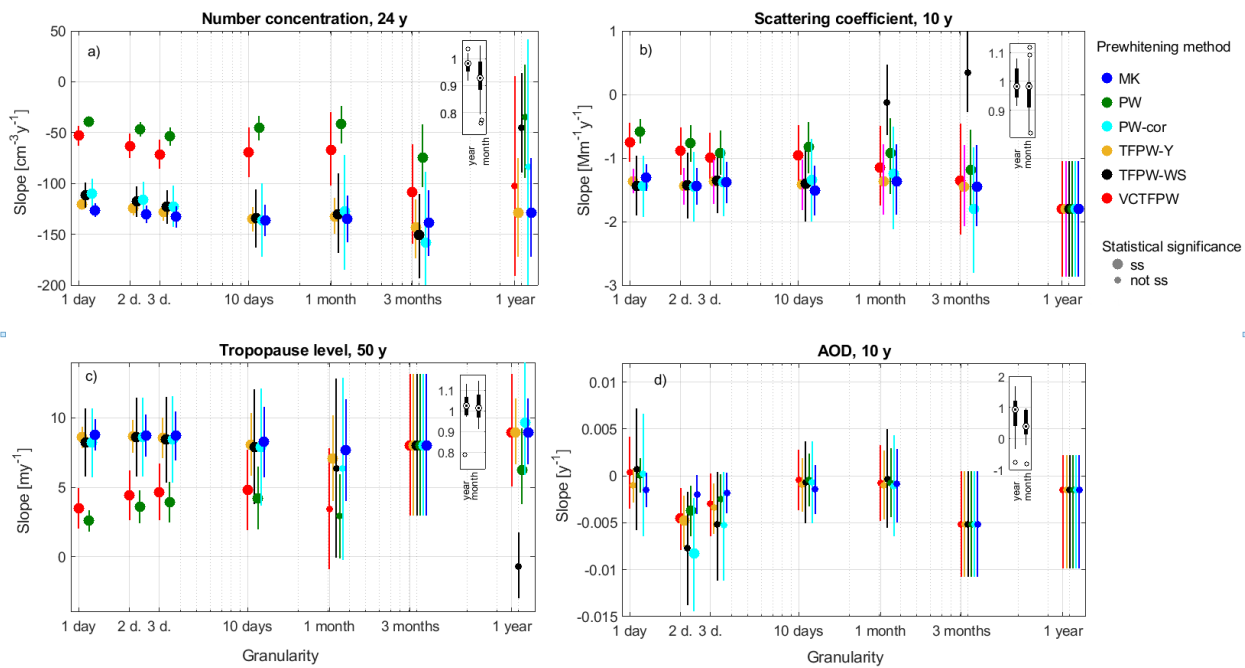 Number concentration, 24 y
a)
Slope [cm-3y-1]
50
0
-50
-100
-150
-200
1 day
2 d.
3 d.
10 days
1 month
3 months
1 year
1
0.9
0.8
year
month
Scattering coefficient, 10 y
b)
Slope [Mm-1y-1]
1
0
-1
-2
-3
1 day
2 d.
3 d.
10 days
1 month
3 months
1 year
1.1
1
0.9
year
month
Prewhitening method
MK
PW
PW-cor
TFPW-Y
TFPW-WS
VCTFPW
Statistical significance
ss
not ss
Tropopause level, 50 y
c)
Slope [my-1]
10
5
0
1 day
2 d.
3 d.
10 days
1 month
3 months
1 year
Granularity
1.1
1
0.9
0.8
year
month
AOD, 10 y
d)
Slope [y-1]
0.01
0.005
0
-0.005
-0.01
-0.015
1 day
2 d.
3 d.
10 days
1 month
3 months
1 year
Granularity
2
1
0
-1
year
month